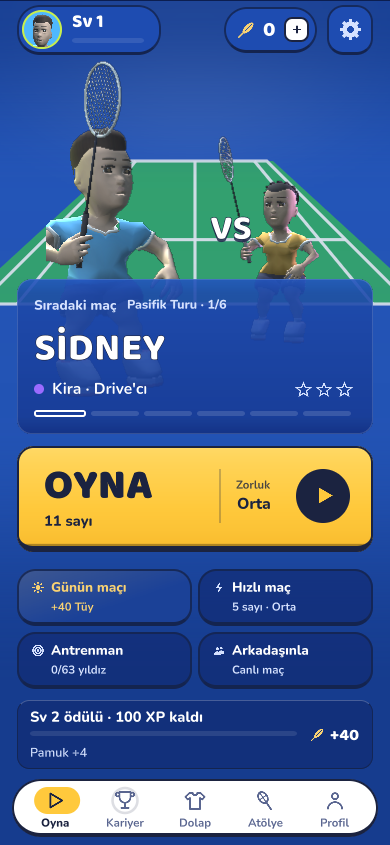 Sv 1
0
+
VS
Sıradaki maç Pasifik Turu · 1/6
SİDNEY
Kira · Drive'cı
OYNA
11 sayı
Zorluk
Orta
Günün maçı
+40 Tüy
Hızlı maç
5 sayı · Orta
Antrenman
0/63 yıldız
Arkadaşınla
Canlı maç
Sv 2 ödülü · 100 XP kaldı
+40
Pamuk +4
Oyna
Kariyer
Dolap
Atölye
Profil